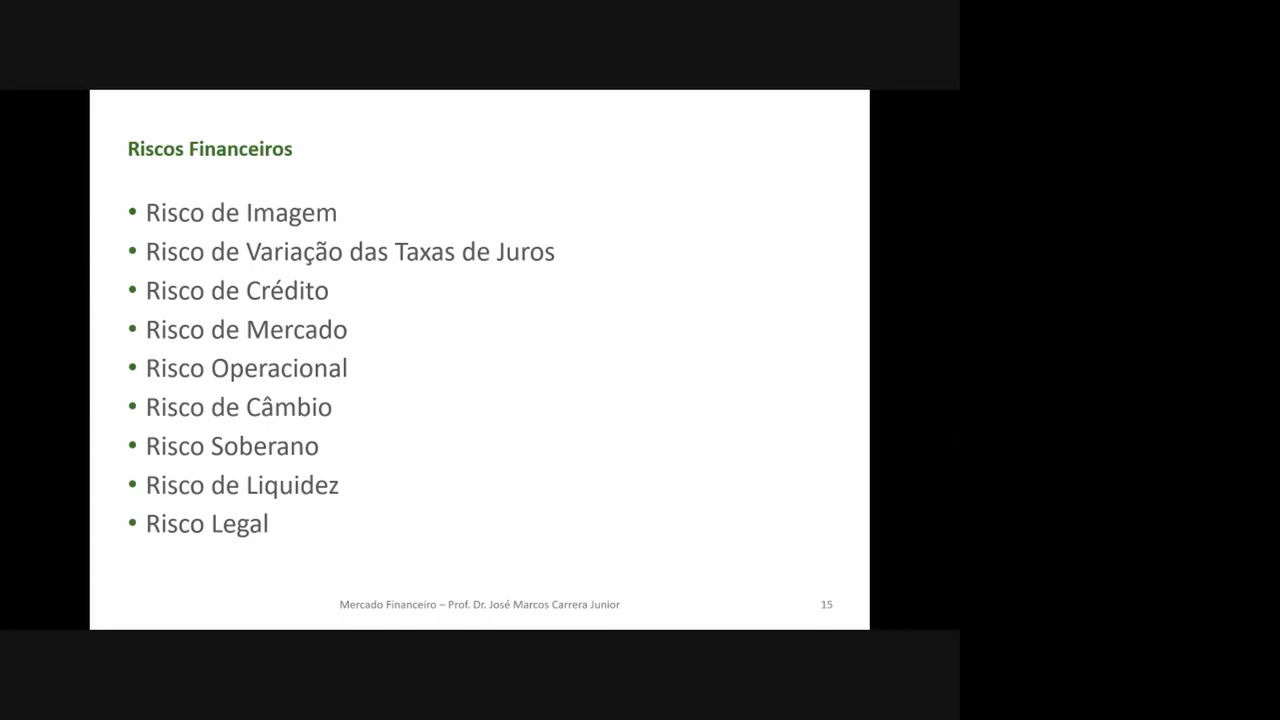 Riscos Financeiros
• Risco de Imagem
• Risco de Variação das Taxas de Juros
• Risco de Crédito
• Risco de Mercado
• Risco Operacional
• Risco de Câmbio
• Risco Soberano
• Risco de Liquidez
• Risco Legal
Mercado Financeiro – Prof. Dr. José Marcos Carrera Junior
15